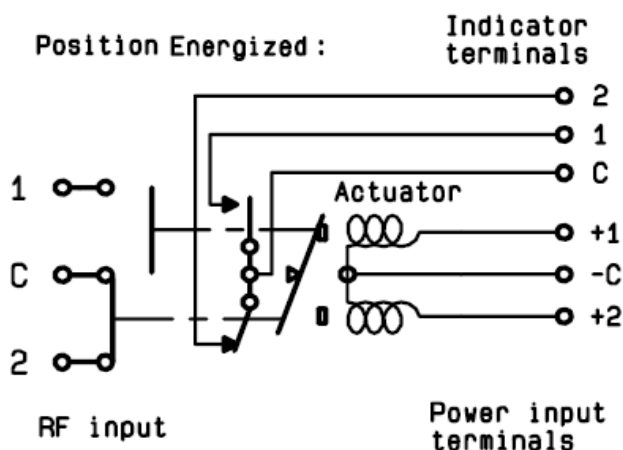 Position Energized :
Indicator
terminals
2
1
C
1
Actuator
+1
C
-C
+2
2
RF input
Power input
terminals